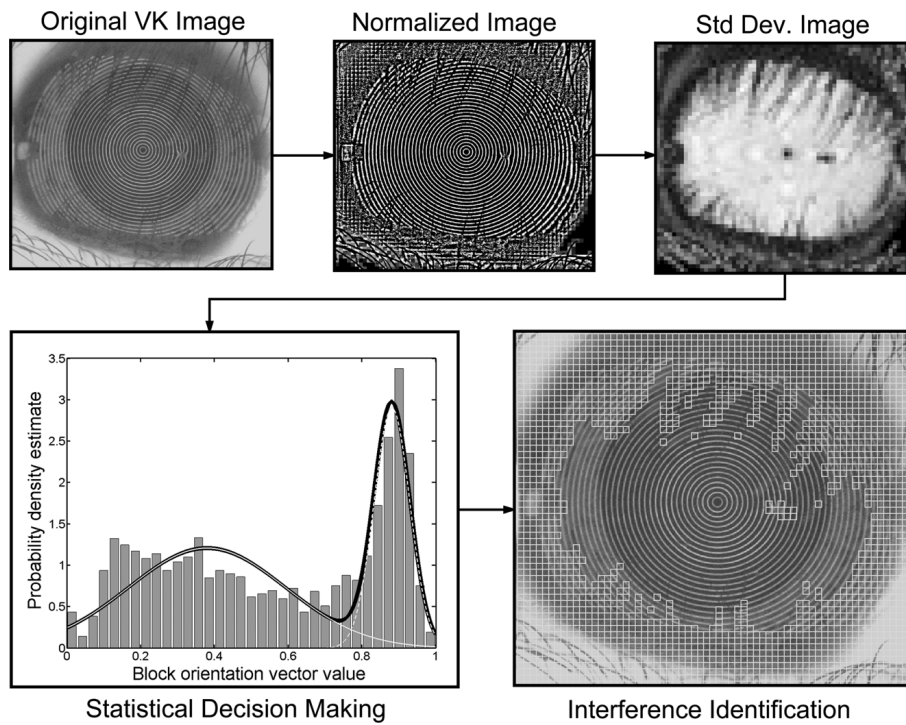 Original VK Image
Normalized Image
Std Dev. Image
Probability density estimate
3.5
3
2.5
2
1.5
1
0.5
0
0
0.2
0.4
0.6
0.8
1
Block orientation vector value
Statistical Decision Making
Interference Identification